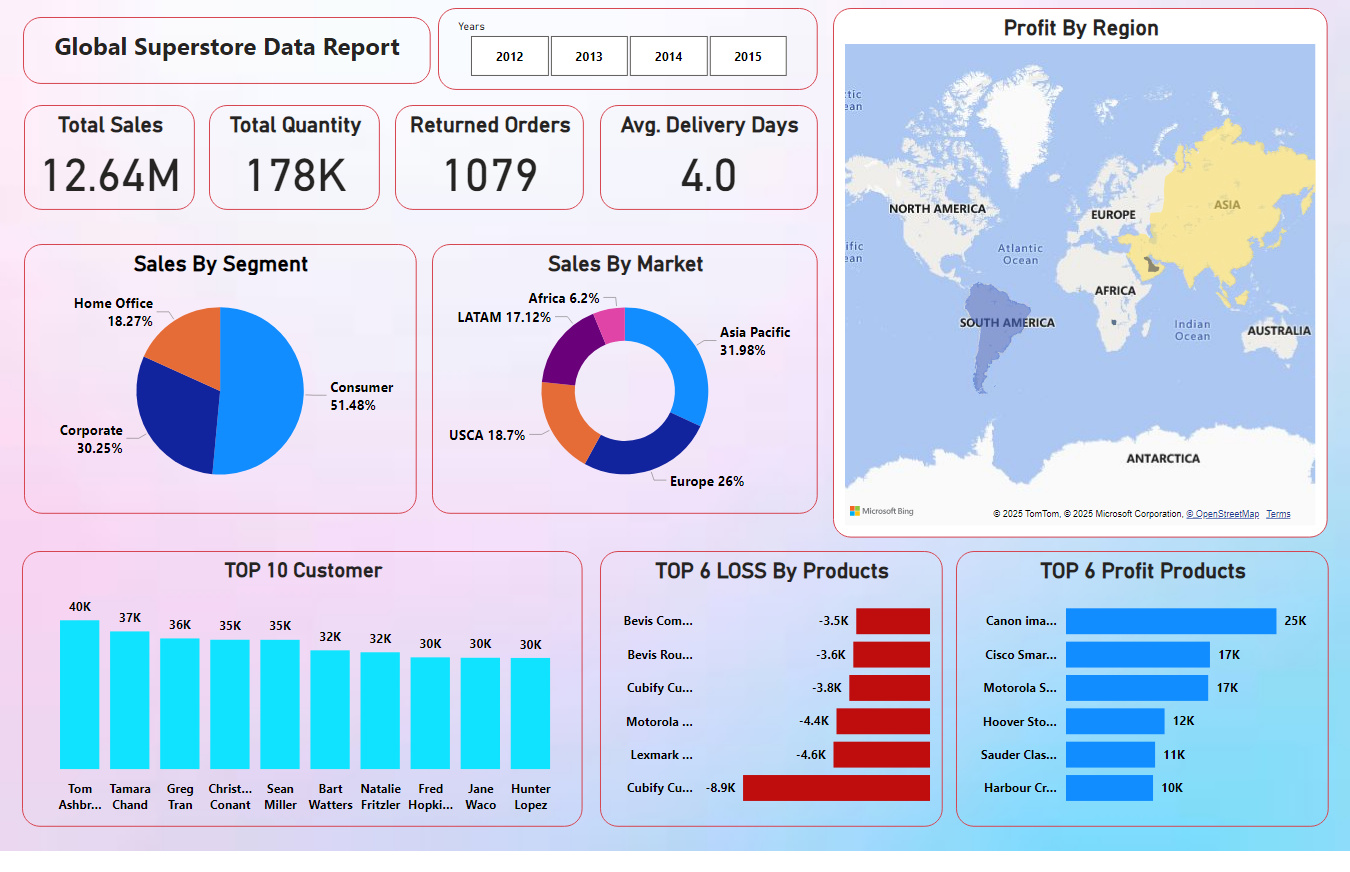 Global Superstore Data Report
Years
2012
2013
2014
2015
Total Sales
12.64M
Total Quantity
178K
Returned Orders
1079
Avg. Delivery Days
4.0
Profit By Region
tic
ean
NORTH AMERICA
EUROPE
ASIA
ific
ean
Atlantic
Ocean
AFRICA
SOUTH AMERICA
Indian
Ocean
AUSTRALIA
ANTARCTICA
Microsoft Bing
© 2025 TomTom, © 2025 Microsoft Corporation, © OpenStreetMap Terms
Sales By Segment
Home Office
18.27%
Consumer
51.48%
Corporate
30.25%
Sales By Market
Africa 6.2%
LATAM 17.12%
Asia Pacific
31.98%
USCA 18.7%
Europe 26%
TOP 10 Customer
40K
37K
36K
35K
35K
32K
32K
30K
30K
30K
Tom
Ashbr...
Tamara
Chand
Greg
Tran
Christ...
Conant
Sean
Miller
Bart
Watters
Natalie
Fritzler
Fred
Hopki...
Jane
Waco
Hunter
Lopez
TOP 6 LOSS By Products
Bevis Com... -3.5K
Bevis Rou... -3.6K
Cubify Cu... -3.8K
Motorola ... -4.4K
Lexmark ... -4.6K
Cubify Cu... -8.9K
TOP 6 Profit Products
Canon ima... 25K
Cisco Smar... 17K
Motorola S... 17K
Hoover Sto... 12K
Sauder Clas... 11K
Harbour Cr... 10K